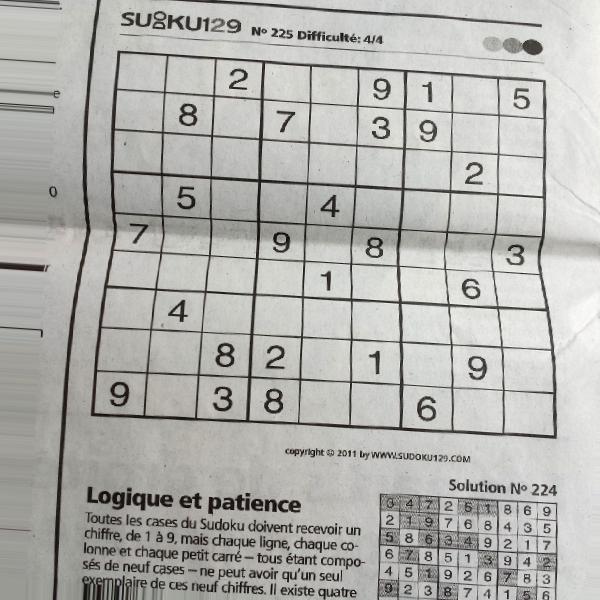 SUDOKU129 Nº 225 Difficulté: 4/4
2 9 1 5
8 7 3 9
2
5 4
7 9 8 3
1 6
4
8 2 1 9
9 3 8 6
copyright © 2011 by WWW.SUDOKU129.COM
Solution Nº 224
3 4 7 2 5 1 8 6 9
2 1 9 7 6 8 4 3 5
5 8 6 3 4 9 2 1 7
6 7 8 5 1 3 9 4 2
4 5 1 9 2 6 7 8 3
9 2 3 8 7 4 1 5 6
Logique et patience
Toutes les cases du Sudoku doivent recevoir un
chiffre, de 1 à 9, mais chaque ligne, chaque co-
lonne et chaque petit carré – tous étant compo-
sés de neuf cases – ne peut avoir qu'un seul
exemplaire de ces neuf chiffres. Il existe quatre
e
0